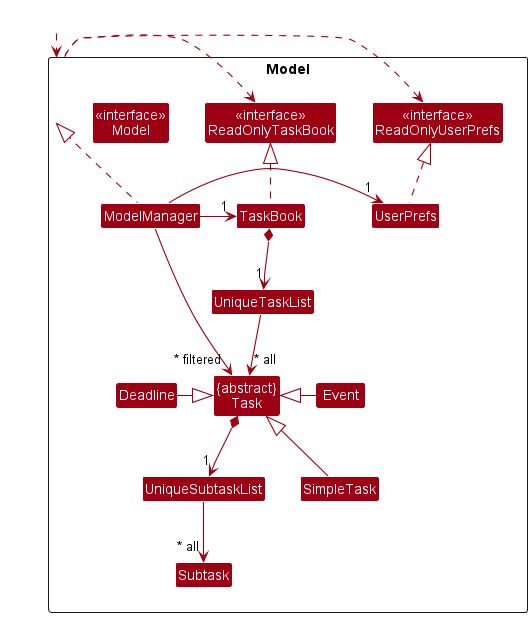 Model
«interface»
Model
«interface»
ReadOnlyTaskBook
«interface»
ReadOnlyUserPrefs
1
1
ModelManager
TaskBook
UserPrefs
1
UniqueTaskList
* filtered
* all
Deadline
{abstract}
Task
Event
1
UniqueSubtaskList
SimpleTask
* all
Subtask